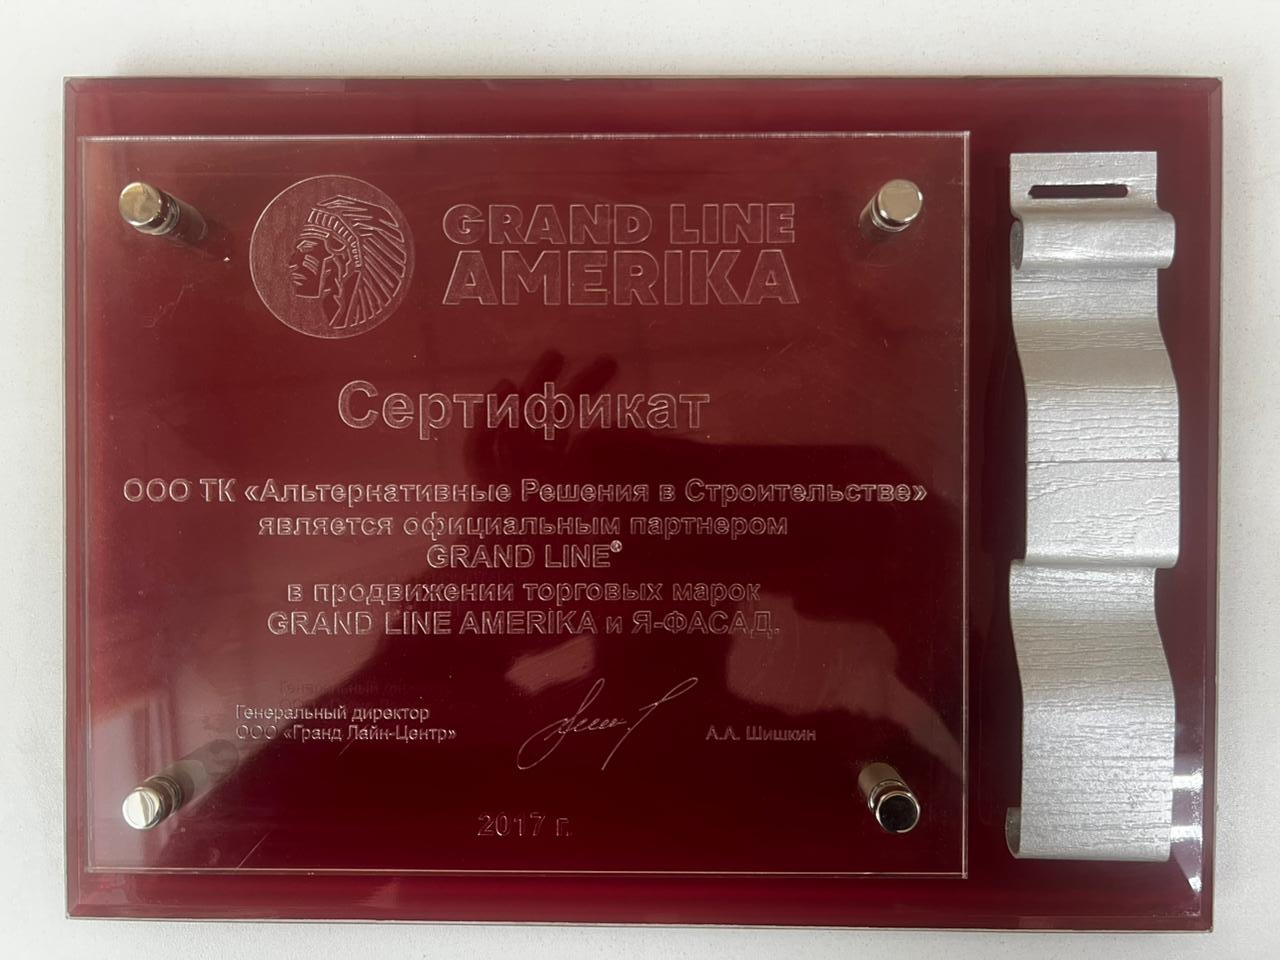 GRAND LINE
AMERIKA
Сертификат
ООО ТК «Альтернативные Решения в Строительстве»
является официальным партнером
GRAND LINE®
в продвижении торговых марок
GRAND LINE AMERIKA и Я-ФАСАД.
Генеральный директор
ООО «Гранд Лайн-Центр»
А.А. Шишкин
2017 г.